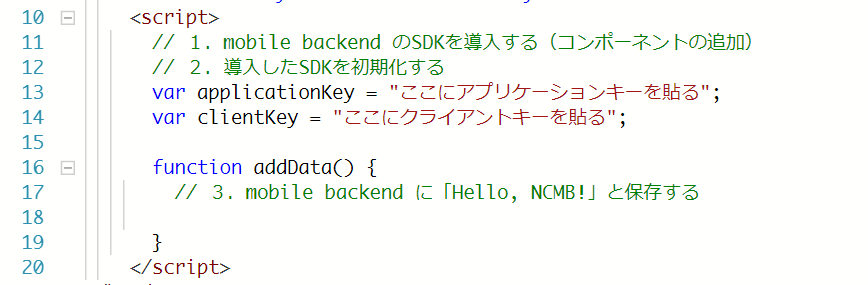 10 <script>
11 // 1. mobile backend のSDKを導入する（コンポーネントの追加）
12 // 2. 導入したSDKを初期化する
13 var applicationKey = "ここにアプリケーションキーを貼る";
14 var clientKey = "ここにクライアントキーを貼る";
15
16 function addData() {
17 // 3. mobile backend に「Hello, NCMB!」と保存する
18
19 }
20 </script>